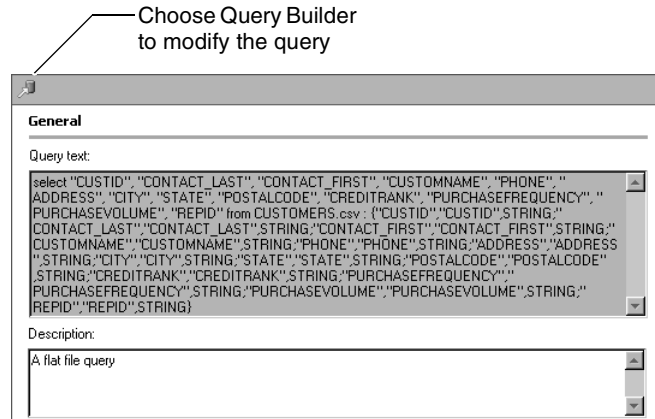 Choose Query Builder
to modify the query
General
Query text:
select "CUSTID", "CONTACT_LAST", "CONTACT_FIRST", "CUSTOMNAME", "PHONE", "
ADDRESS", "CITY", "STATE", "POSTALCODE", "CREDITRANK", "PURCHASEFREQUENCY", "
PURCHASEVOLUME", "REPID" from CUSTOMERS.csv : {"CUSTID","CUSTID",STRING;"
CONTACT_LAST","CONTACT_LAST",STRING;"CONTACT_FIRST","CONTACT_FIRST",STRING;"
CUSTOMNAME","CUSTOMNAME",STRING;"PHONE","PHONE",STRING;"ADDRESS","ADDRESS
",STRING;"CITY","CITY",STRING;"STATE","STATE",STRING;"POSTALCODE","POSTALCODE"
,STRING;"CREDITRANK","CREDITRANK",STRING;"PURCHASEFREQUENCY","
PURCHASEFREQUENCY",STRING;"PURCHASEVOLUME","PURCHASEVOLUME",STRING;"
REPID","REPID",STRING}
Description:
A flat file query